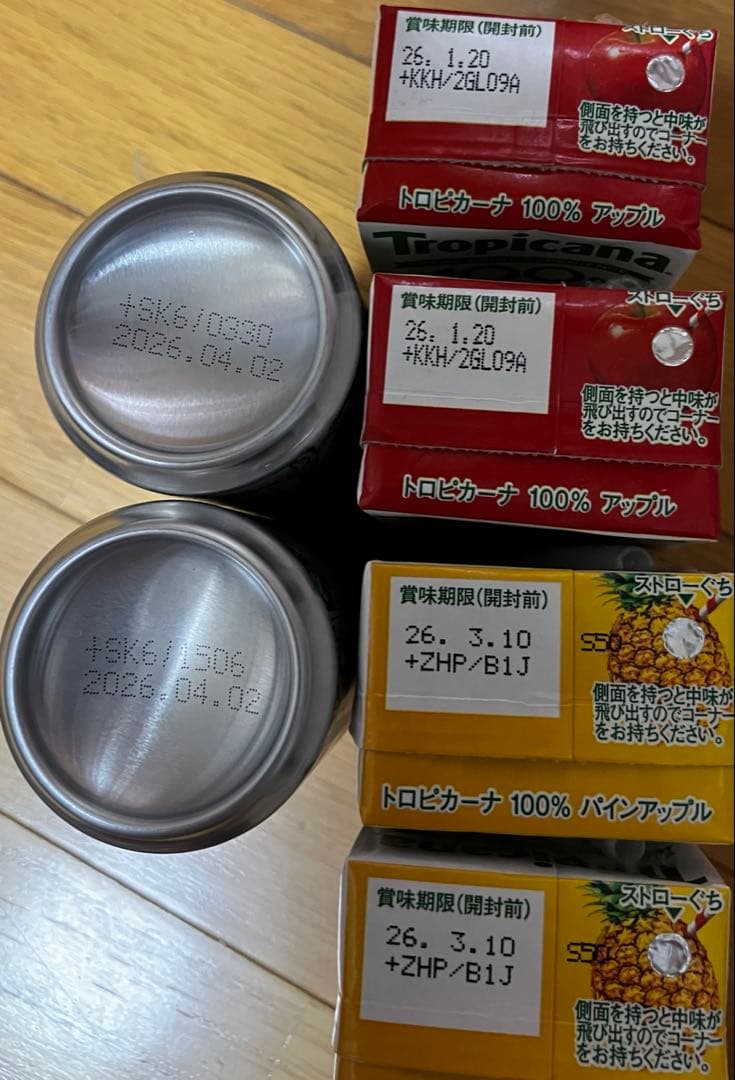 +SK6/0330
2026.04.02
+SK6/1506
2026.04.02
賞味期限(開封前)
26. 1.20
+KKH/2GL09A
ストローぐち
側面を持つと中味が
飛び出すのでコーナー
をお持ちください。
トロピカーナ 100% アップル
Tropicana
賞味期限(開封前)
26. 1.20
+KKH/2GL09A
ストローぐち
側面を持つと中味が
飛び出すのでコーナー
をお持ちください。
トロピカーナ 100% アップル
賞味期限(開封前)
26. 3.10
+ZHP/B1J
ストローぐち
S50
側面を持つと中味が
飛び出すのでコーナー
をお持ちください。
トロピカーナ 100% パインアップル
賞味期限(開封前)
26. 3.10
+ZHP/B1J
ストローぐち
S50
側面を持つと中味が
飛び出すのでコーナー
をお持ちください。